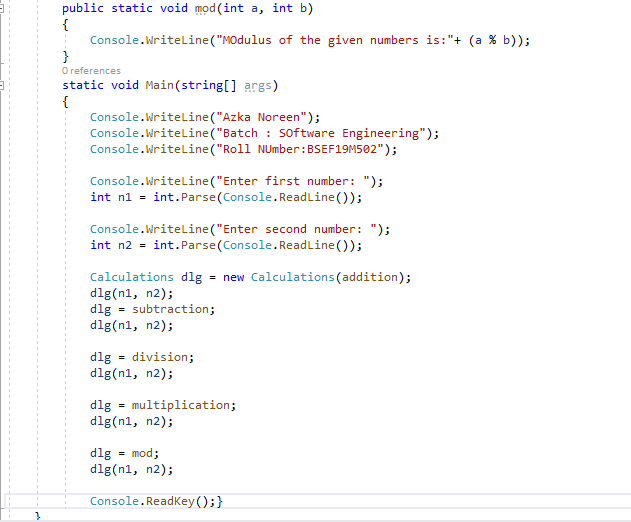 public static void mod(int a, int b)
{
Console.WriteLine("MOdulus of the given numbers is:"+ (a % b));
}
0 references
static void Main(string[] args)
{
Console.WriteLine("Azka Noreen");
Console.WriteLine("Batch : SOftware Engineering");
Console.WriteLine("Roll NUmber:BSEF19M502");
Console.WriteLine("Enter first number: ");
int n1 = int.Parse(Console.ReadLine());
Console.WriteLine("Enter second number: ");
int n2 = int.Parse(Console.ReadLine());
Calculations dlg = new Calculations(addition);
dlg(n1, n2);
dlg = subtraction;
dlg(n1, n2);
dlg = division;
dlg(n1, n2);
dlg = multiplication;
dlg(n1, n2);
dlg = mod;
dlg(n1, n2);
Console.ReadKey();}
}